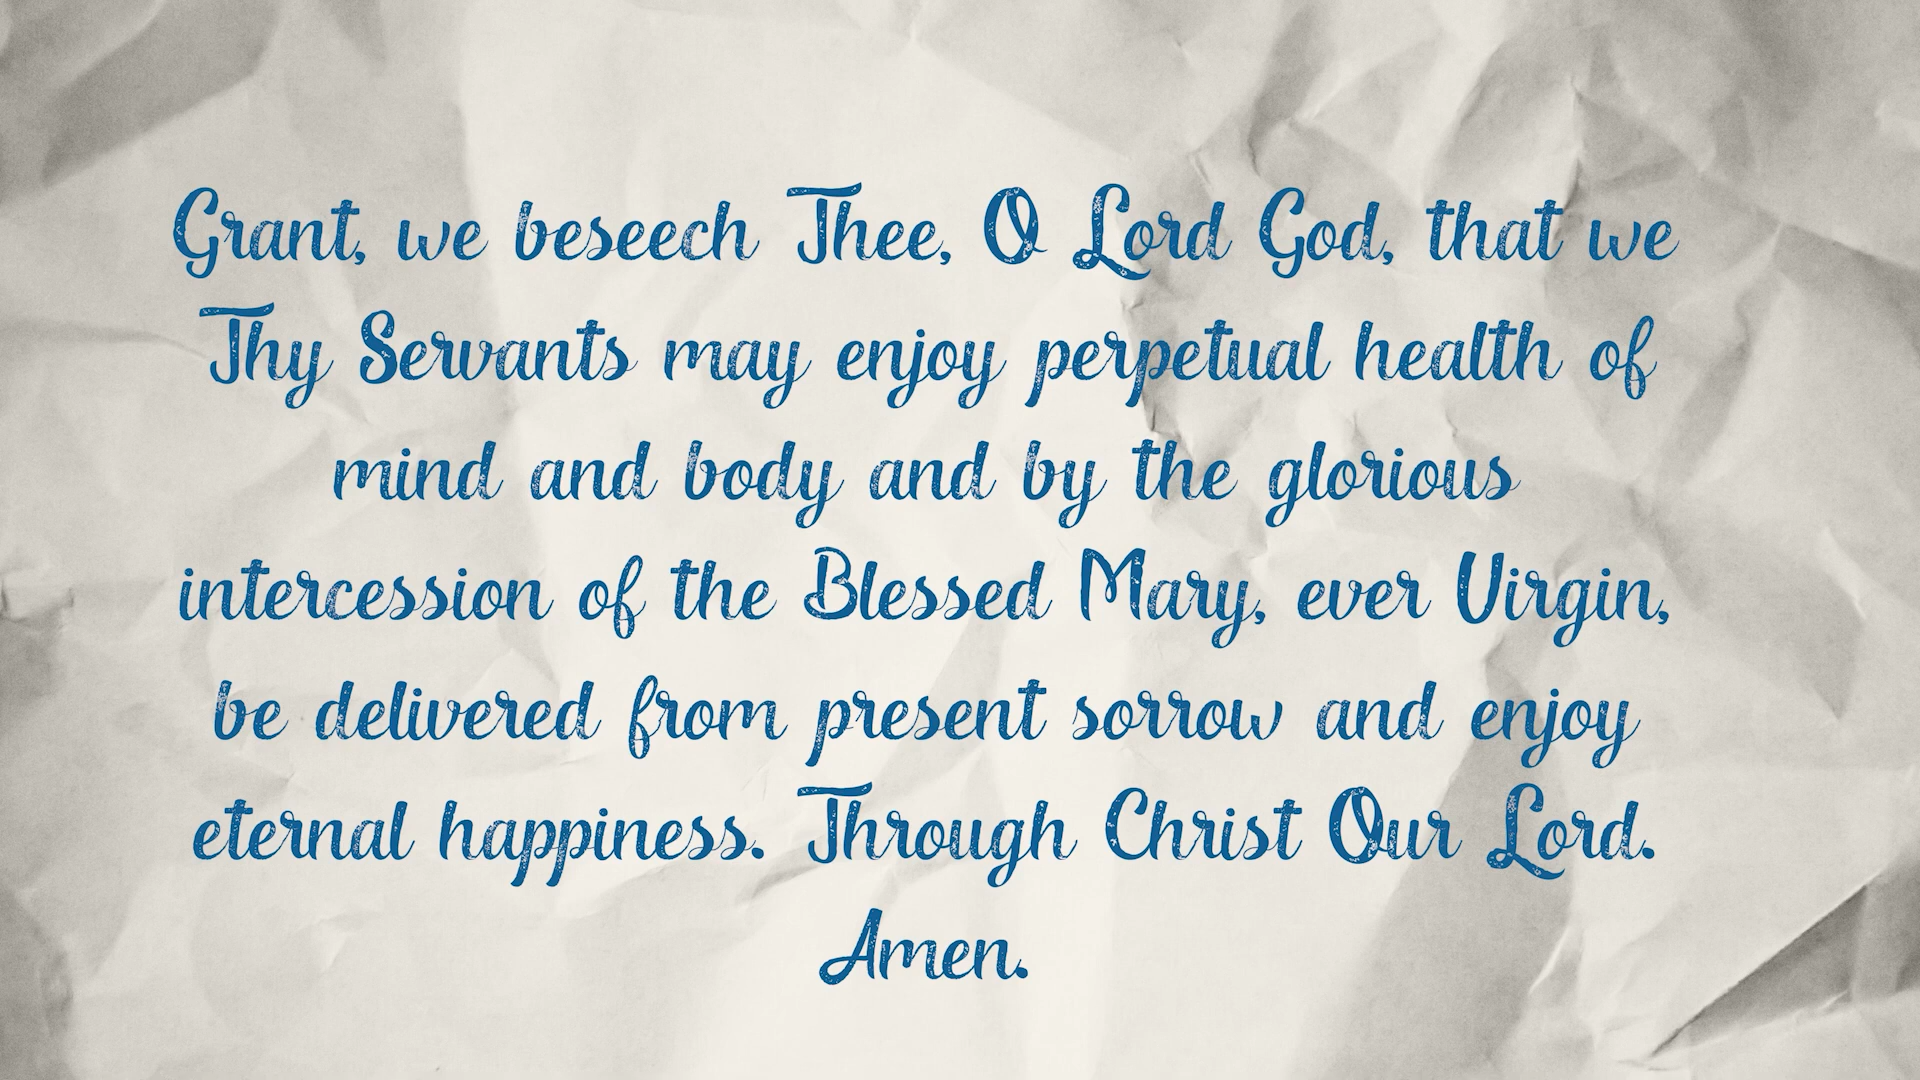 Grant, we beseech Thee, O Lord God, that we
Thy Servants may enjoy perpetual health of
mind and body and by the glorious
intercession of the Blessed Mary, ever Virgin,
be delivered from present sorrow and enjoy
eternal happiness. Through Christ Our Lord.
Amen.